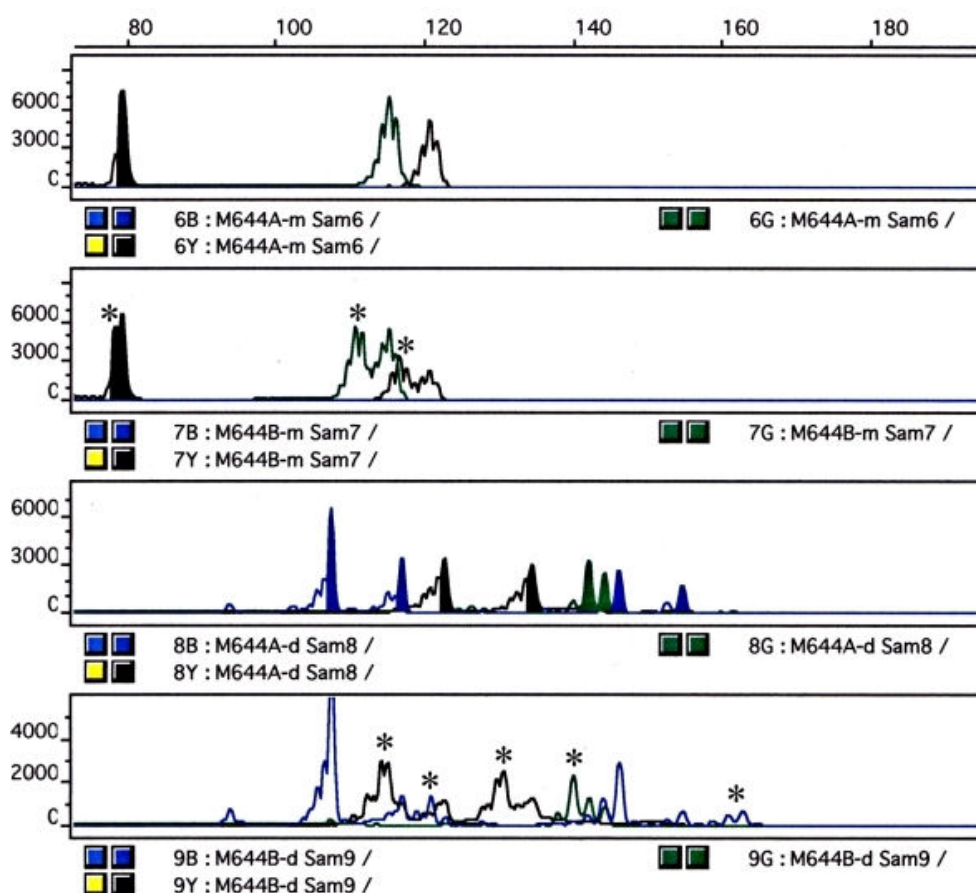 80 100 120 140 160 180
6000
3000
C
6B : M644A-m Sam6 / 6G : M644A-m Sam6 /
6Y : M644A-m Sam6 /
* * *
6000
3000
C
7B : M644B-m Sam7 / 7G : M644B-m Sam7 /
7Y : M644B-m Sam7 /
6000
3000
C
8B : M644A-d Sam8 / 8G : M644A-d Sam8 /
8Y : M644A-d Sam8 /
* * * * *
4000
2000
C
9B : M644B-d Sam9 / 9G : M644B-d Sam9 /
9Y : M644B-d Sam9 /